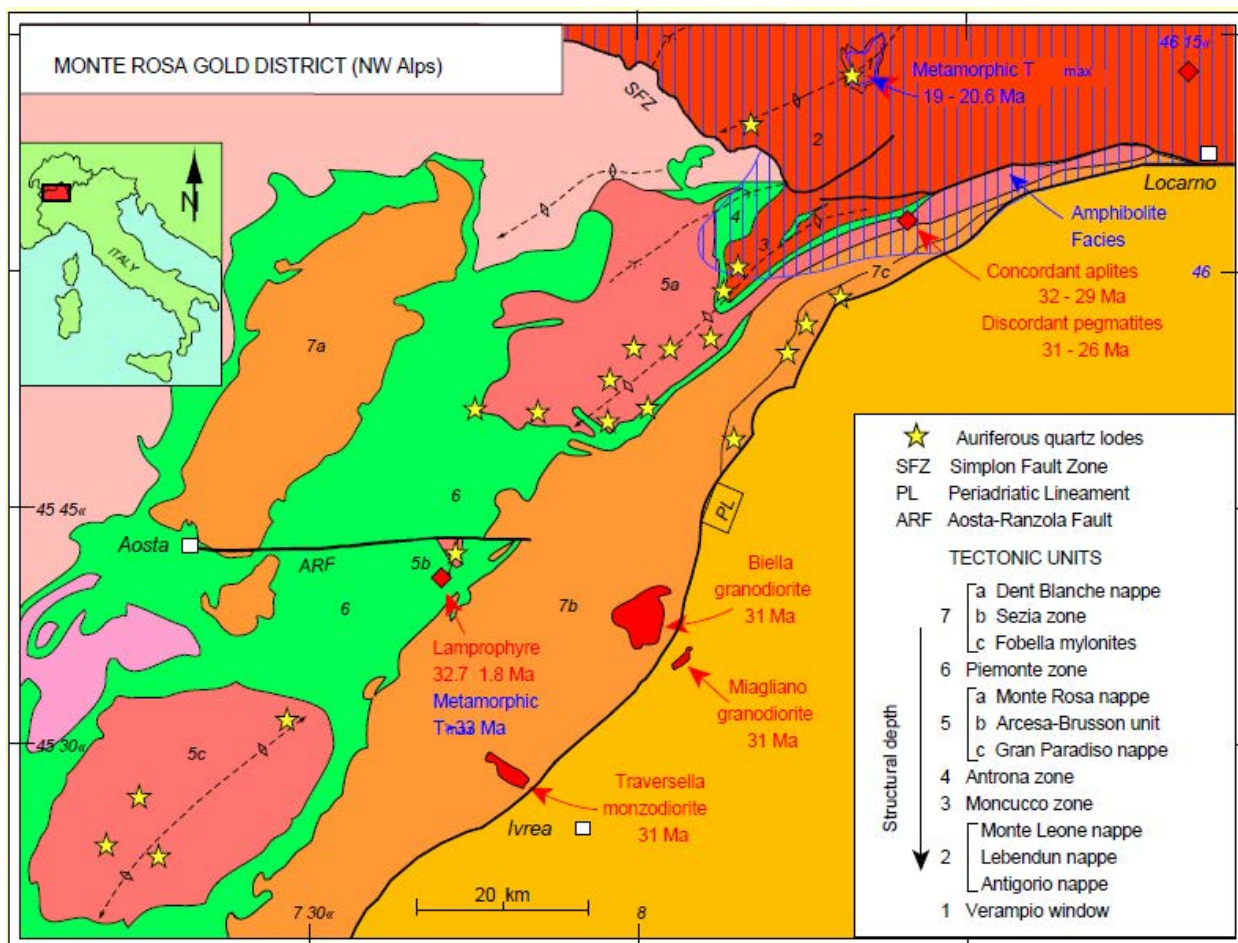 MONTE ROSA GOLD DISTRICT (NW Alps)
N
ITALY
SFZ
Metamorphic T max
19 - 20.6 Ma
46 15«
1
2
Locarno
Amphibolite
Facies
4
3
46
7c
5a
Concordant aplites
32 - 29 Ma
Discordant pegmatites
31 - 26 Ma
7a
6
45 45«
PL
Aosta
ARF
5b
6
7b
Biella
granodiorite
31 Ma
Lamprophyre
32.7 1.8 Ma
Metamorphic
Tmax 33 Ma
Miagliano
granodiorite
31 Ma
45 30«
5c
Traversella
monzodiorite
31 Ma
Ivrea
20 km
7 30«
8
Auriferous quartz lodes
SFZ Simplon Fault Zone
PL Periadriatic Lineament
ARF Aosta-Ranzola Fault
TECTONIC UNITS
a Dent Blanche nappe
7 b Sezia zone
c Fobella mylonites
6 Piemonte zone
a Monte Rosa nappe
5 b Arcesa-Brusson unit
c Gran Paradiso nappe
4 Antrona zone
3 Moncucco zone
Monte Leone nappe
2 Lebendun nappe
Antigorio nappe
1 Verampio window
Structural depth